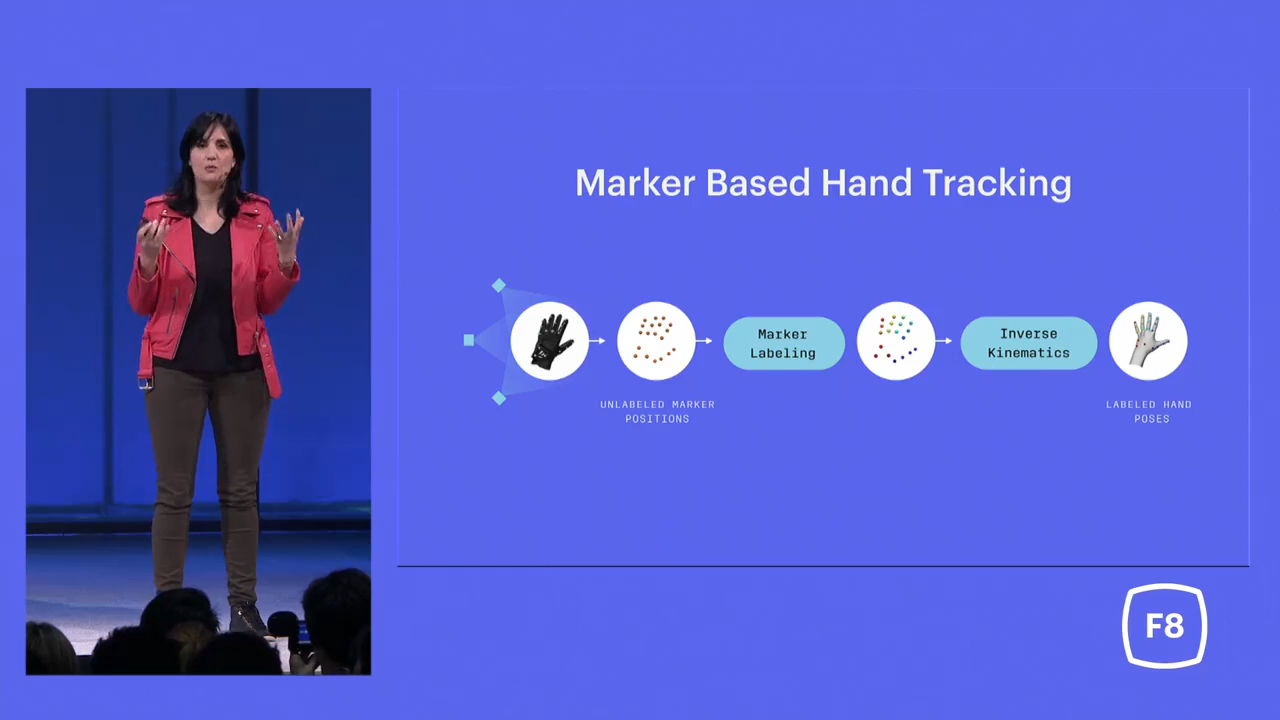 Marker Based Hand Tracking
Marker
Labeling
Inverse
Kinematics
UNLABELED MARKER
POSITIONS
LABELED HAND
POSES
F8